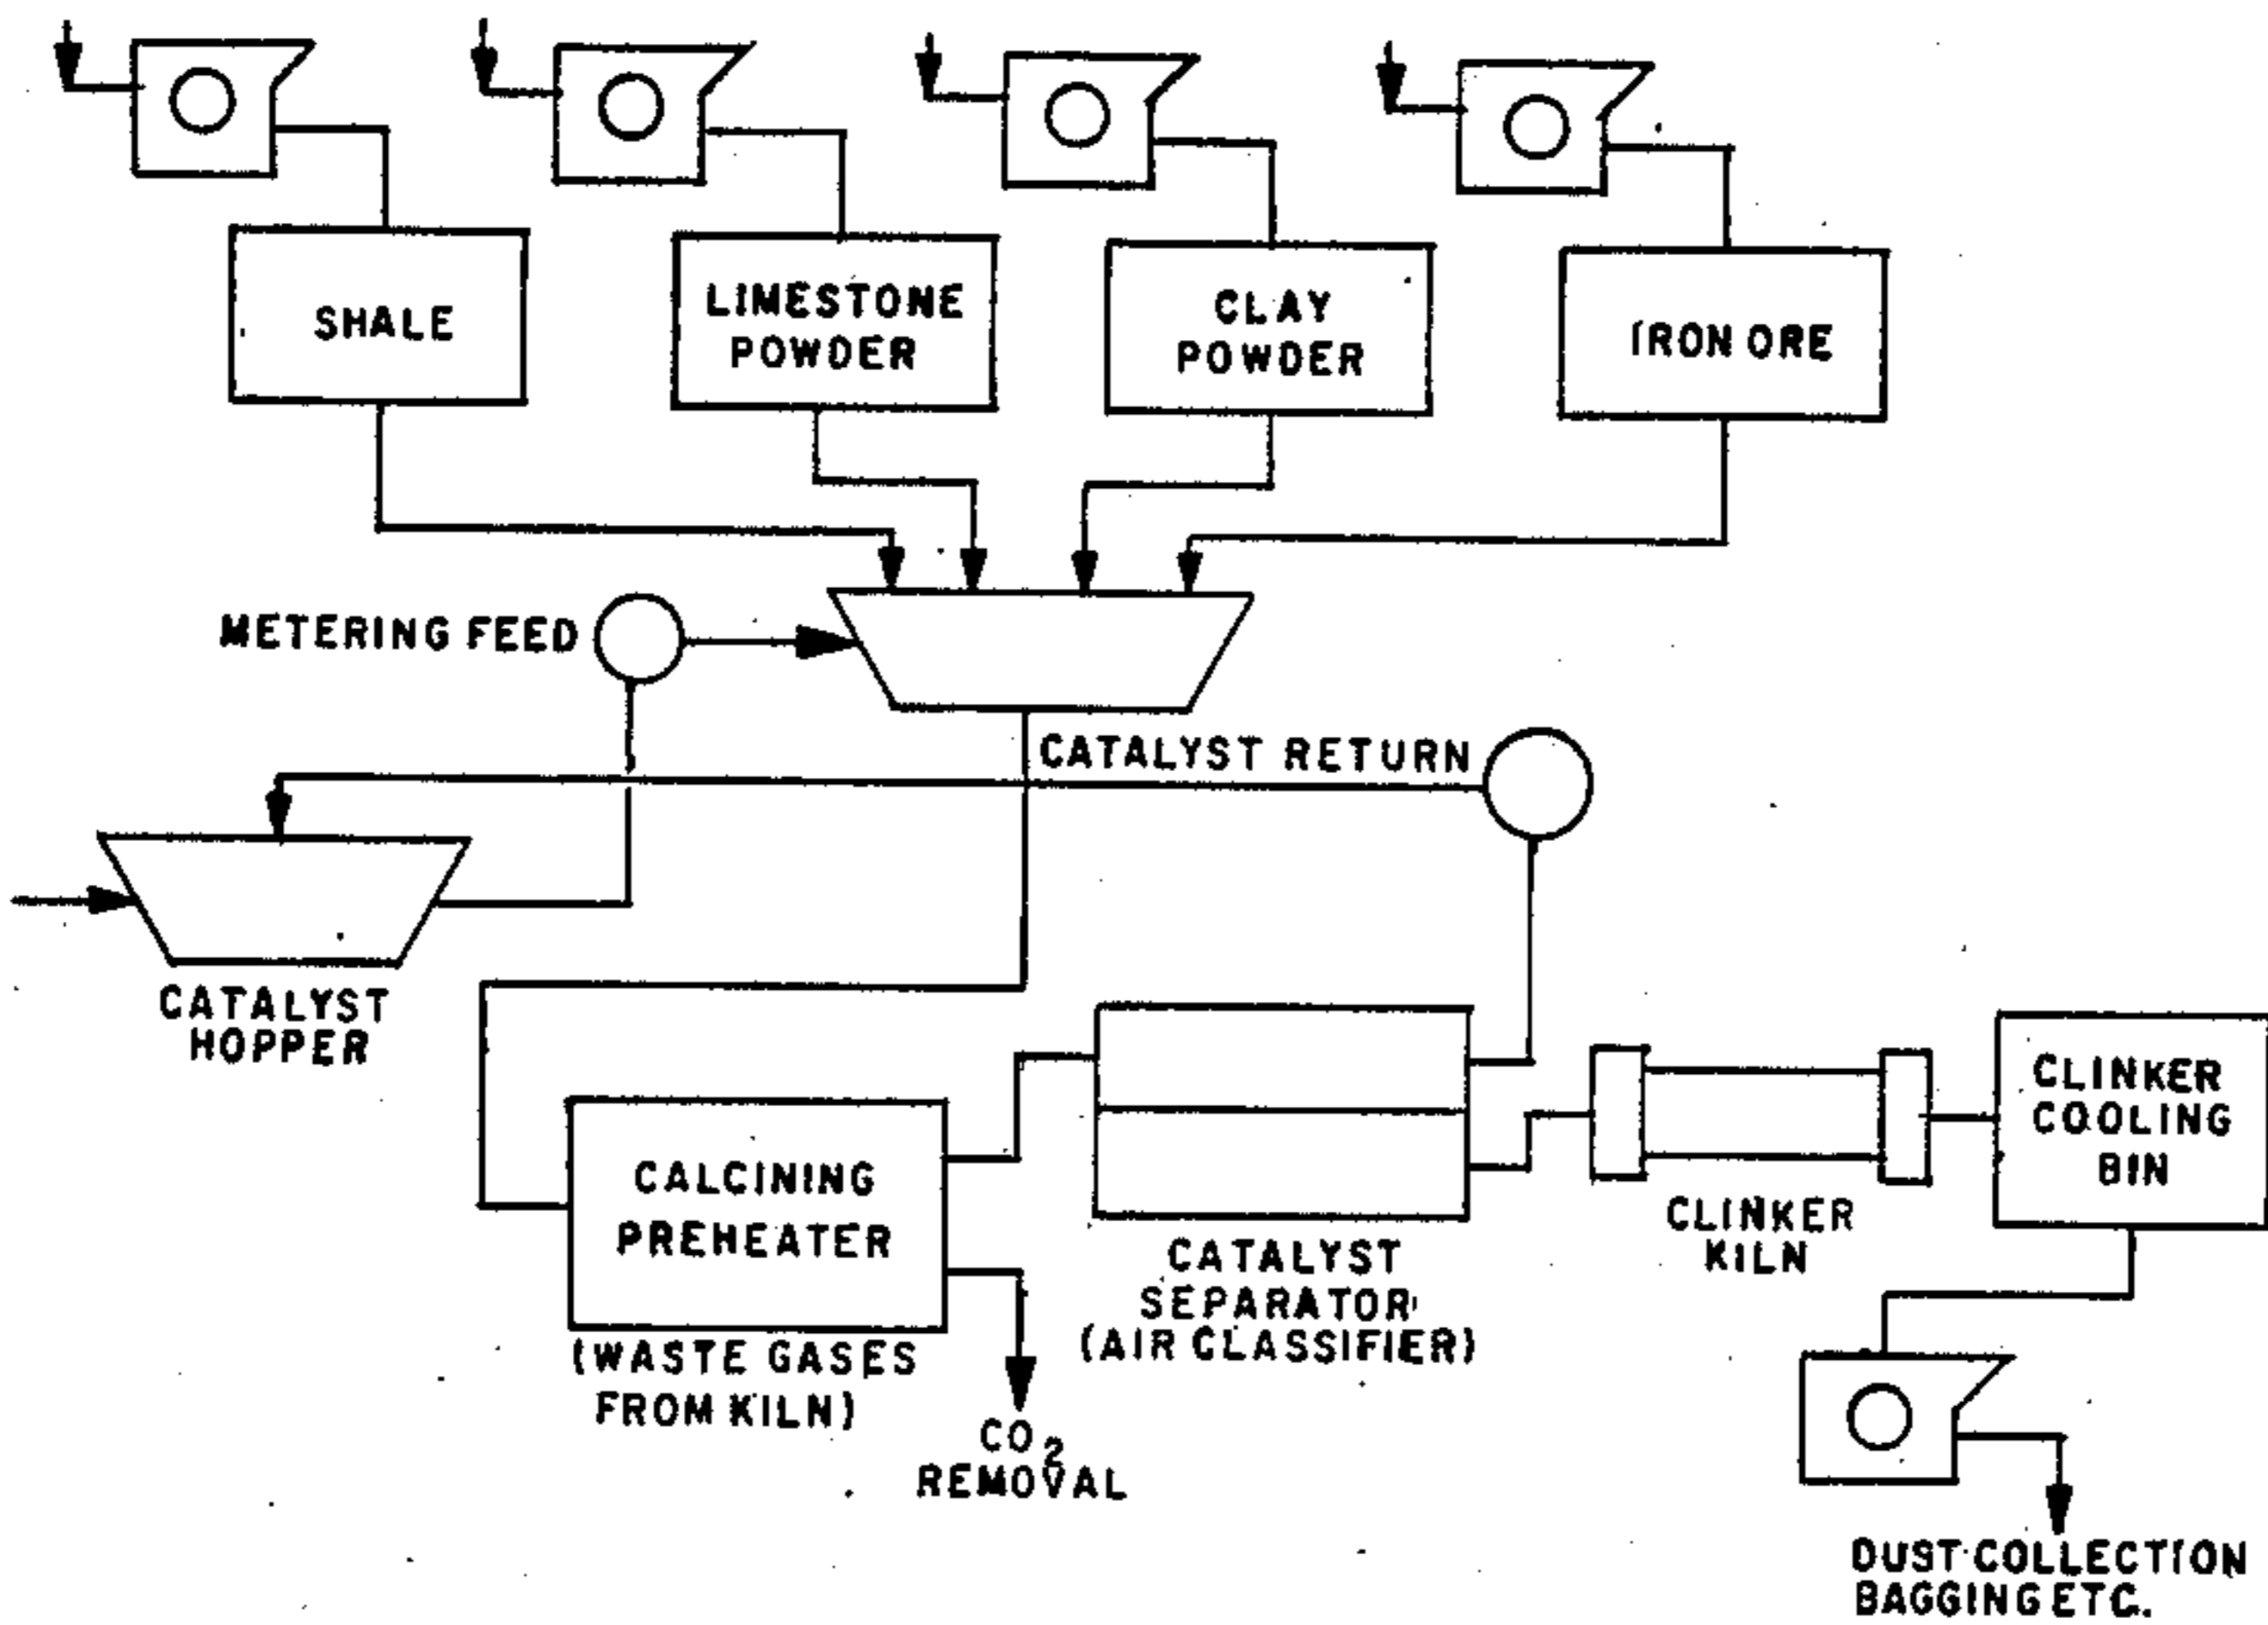 SHALE
LIMESTONE
POWDER
CLAY
POWDER
IRON ORE
METERING FEED
CATALYST RETURN
CATALYST
HOPPER
CALCINING
PREHEATER
(WASTE GASES
FROM KILN)
CO2
REMOVAL
CATALYST
SEPARATOR
(AIR CLASSIFIER)
CLINKER
KILN
CLINKER
COOLING
BIN
DUST COLLECTION
BAGGING ETC.